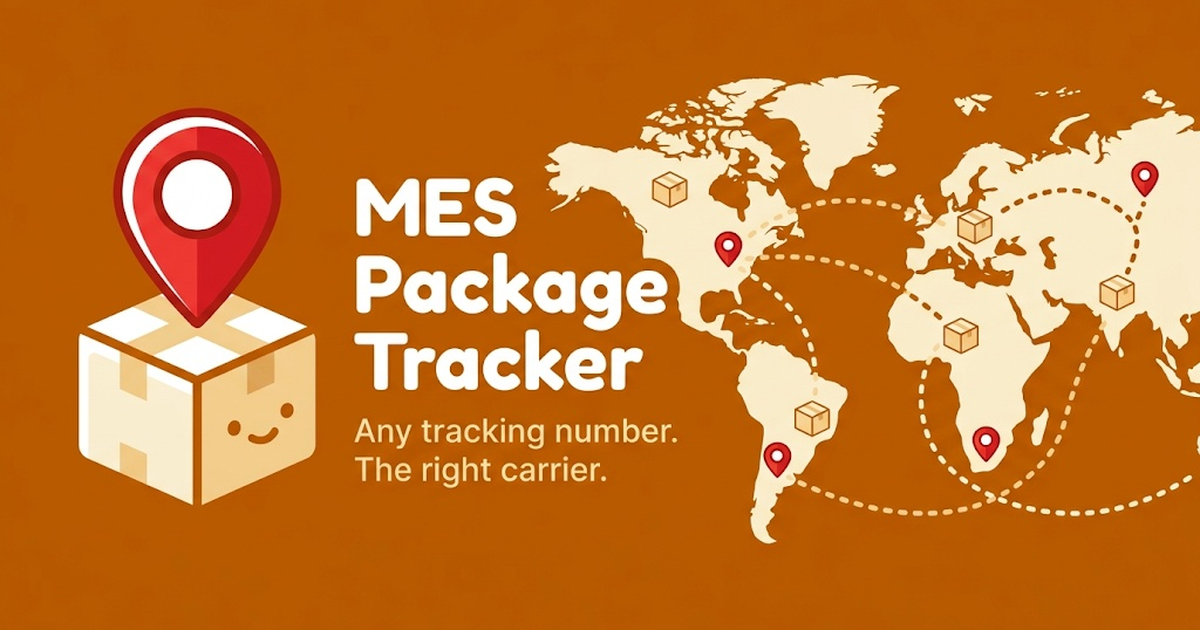 MES
Package
Tracker
Any tracking number.
The right carrier.